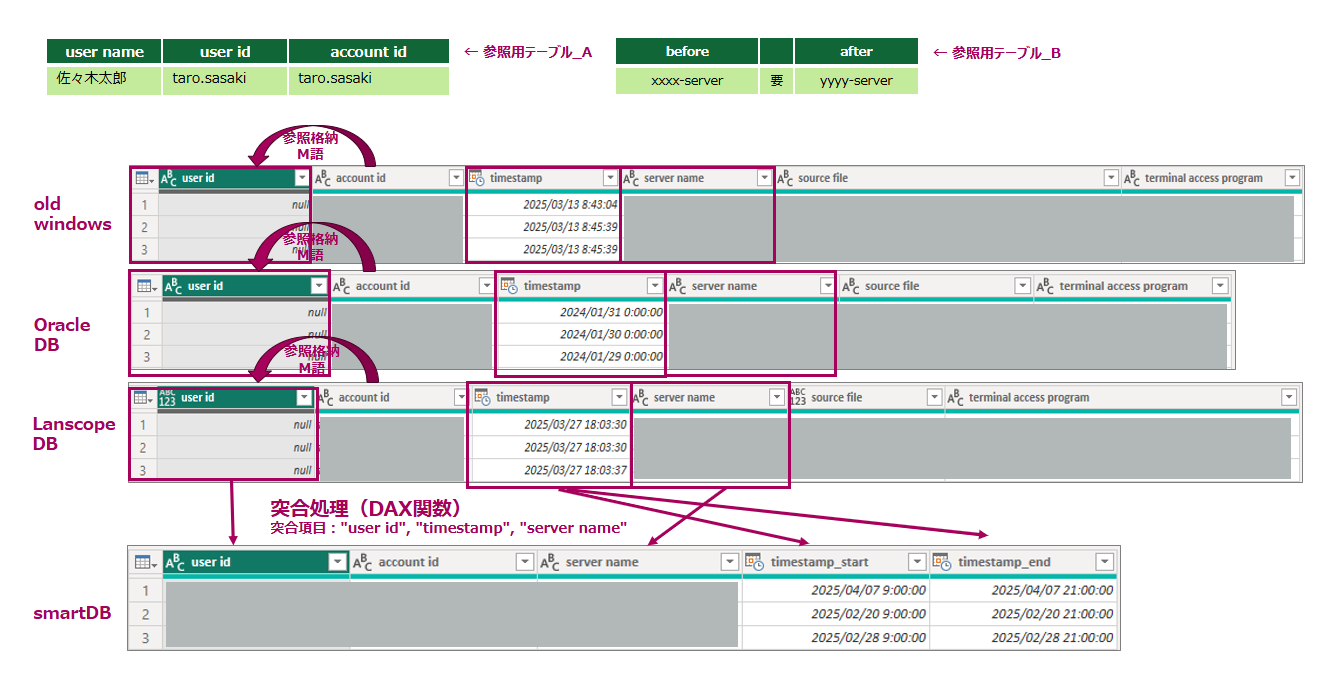 user name user id account id ← 参照用テーブル_A before after ← 参照用テーブル_B
佐々木太郎 taro.sasaki taro.sasaki xxxx-server 要 yyyy-server
参照格納
M語
old
windows
user id account id timestamp server name source file terminal access program
1 null 2025/03/13 8:43:04
2 null 2025/03/13 8:45:39
3 null 2025/03/13 8:45:39
参照格納
M語
Oracle
DB
user id account id timestamp server name source file terminal access program
1 null 2024/01/31 0:00:00
2 null 2024/01/30 0:00:00
3 null 2024/01/29 0:00:00
参照格納
M語
Lanscope
DB
user id account id timestamp server name source file terminal access program
1 null 2025/03/27 18:03:30
2 null 2025/03/27 18:03:30
3 null 2025/03/27 18:03:37
突合処理（DAX関数）
突合項目："user id", "timestamp", "server name"
smartDB
user id account id server name timestamp_start timestamp_end
1 2025/04/07 9:00:00 2025/04/07 21:00:00
2 2025/02/20 9:00:00 2025/02/20 21:00:00
3 2025/02/28 9:00:00 2025/02/28 21:00:00